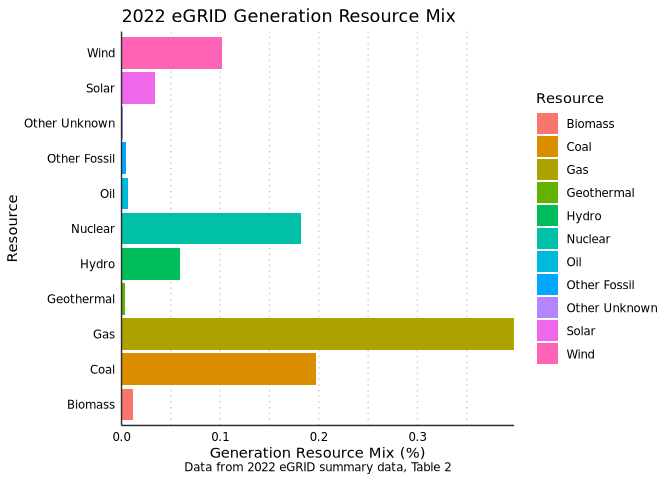 2022 eGRID Generation Resource Mix
Wind
Solar
Other Unknown
Other Fossil
Oil
Nuclear
Hydro
Geothermal
Gas
Coal
Biomass
Resource
0.0 0.1 0.2 0.3
Generation Resource Mix (%)
Data from 2022 eGRID summary data, Table 2
Resource
Biomass
Coal
Gas
Geothermal
Hydro
Nuclear
Oil
Other Fossil
Other Unknown
Solar
Wind